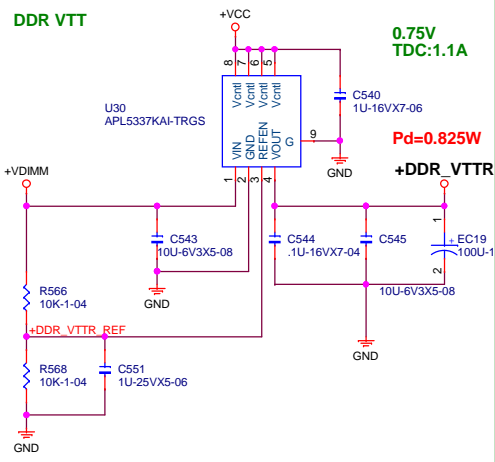 DDR VTT
+VCC
0.75V
TDC:1.1A
8
7
6
5
Vcntl
Vcntl
Vcntl
Vcntl
U30
APL5337KAI-TRGS
C540
1U-16VX7-06
VIN
GND
REFEN
VOUT
G
9
GND
Pd=0.825W
1
2
3
4
+VDIMM
+DDR_VTTR
C543
10U-6V3X5-08
GND
C544
.1U-16VX7-04
C545
10U-6V3X5-08
1
+
EC19
100U-1
2
GND
R566
10K-1-04
+DDR_VTTR_REF
R568
10K-1-04
C551
1U-25VX5-06
GND